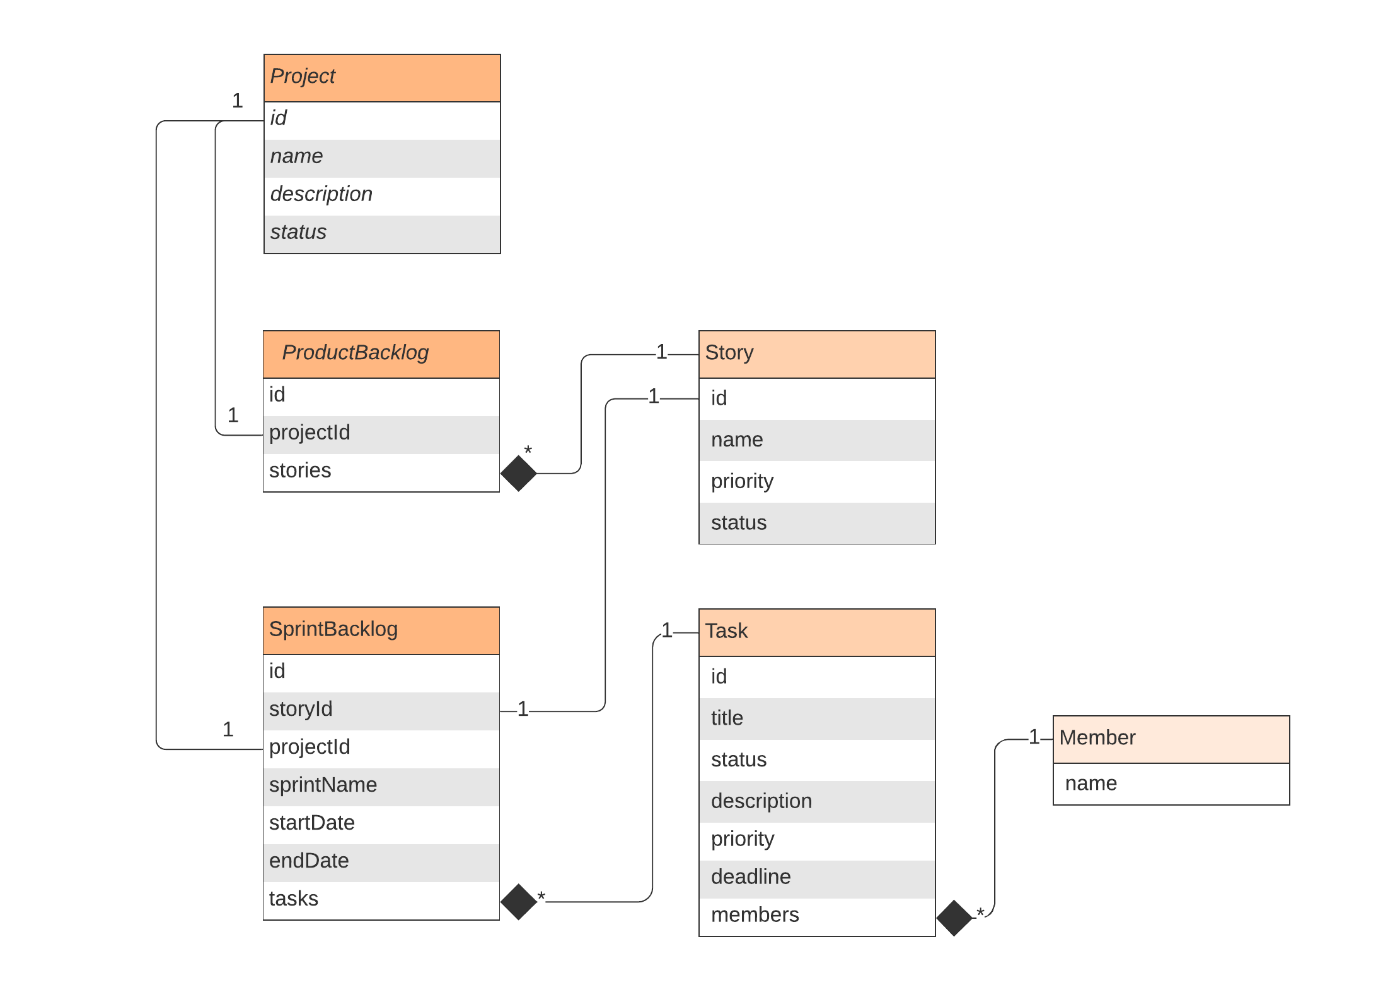 Project
1
id
name
description
status
ProductBacklog
id
1
projectId
stories
*
1
Story
1
id
name
priority
status
SprintBacklog
id
storyId
1
1
projectId
sprintName
startDate
endDate
tasks
*
1
Task
id
title
status
description
priority
deadline
members
*
1
Member
name